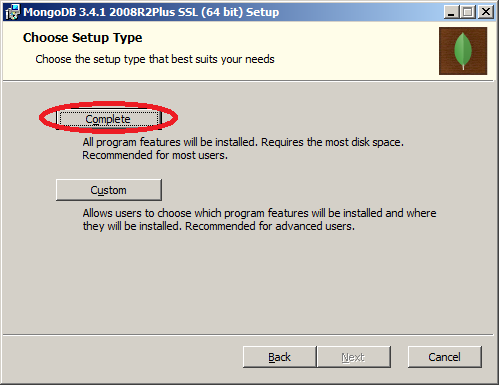 MongoDB 3.4.1 2008R2Plus SSL (64 bit) Setup
Choose Setup Type
Choose the setup type that best suits your needs
Complete
All program features will be installed. Requires the most disk space.
Recommended for most users.
Custom
Allows users to choose which program features will be installed and where
they will be installed. Recommended for advanced users.
Back
Next
Cancel